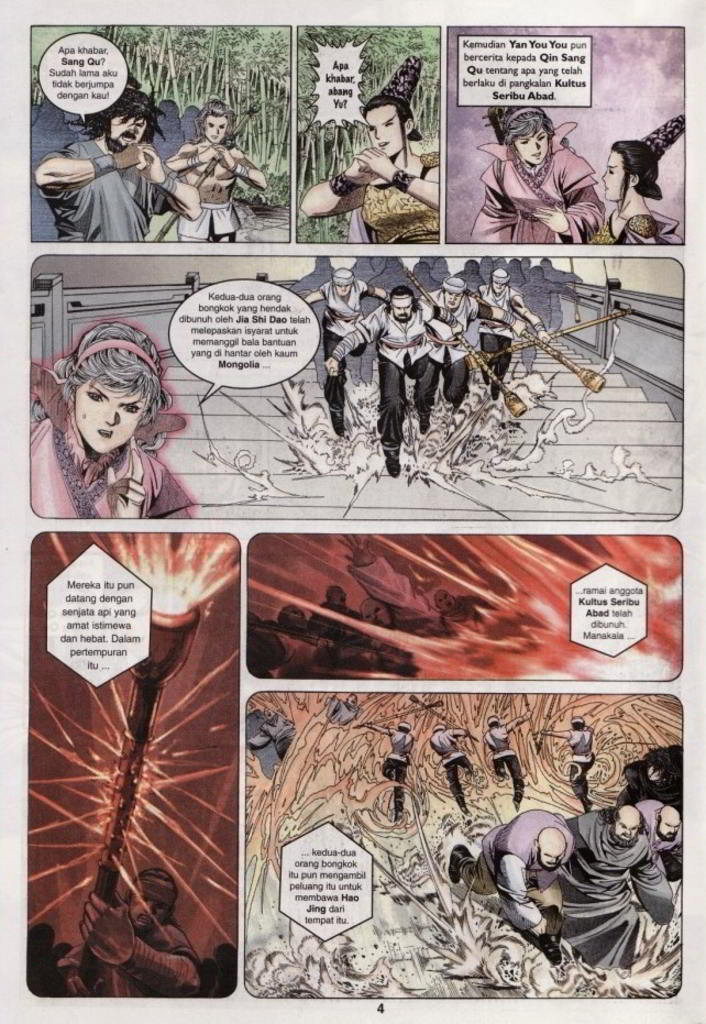 Apa khabar,
Sang Qu?
Sudah lama aku
tidak berjumpa
dengan kau!
Apa
khabar,
abang
Yu?
Kemudian Yan You You pun
bercerita kepada Qin Sang
Qu tentang apa yang telah
berlaku di pangkalan Kultus
Seribu Abad.
Kedua-dua orang
bongkok yang hendak
dibunuh oleh Jia Shi Dao telah
melepaskan isyarat untuk
memanggil bala bantuan
yang di hantar oleh kaum
Mongolia ...
Mereka itu pun
datang dengan
senjata api yang
amat istimewa
dan hebat. Dalam
pertempuran
itu ...
...ramai anggota
Kultus Seribu
Abad telah
dibunuh.
Manakala ...
... kedua-dua
orang bongkok
itu pun mengambil
peluang itu untuk
membawa Hao
Jing dari
tempat itu.
4